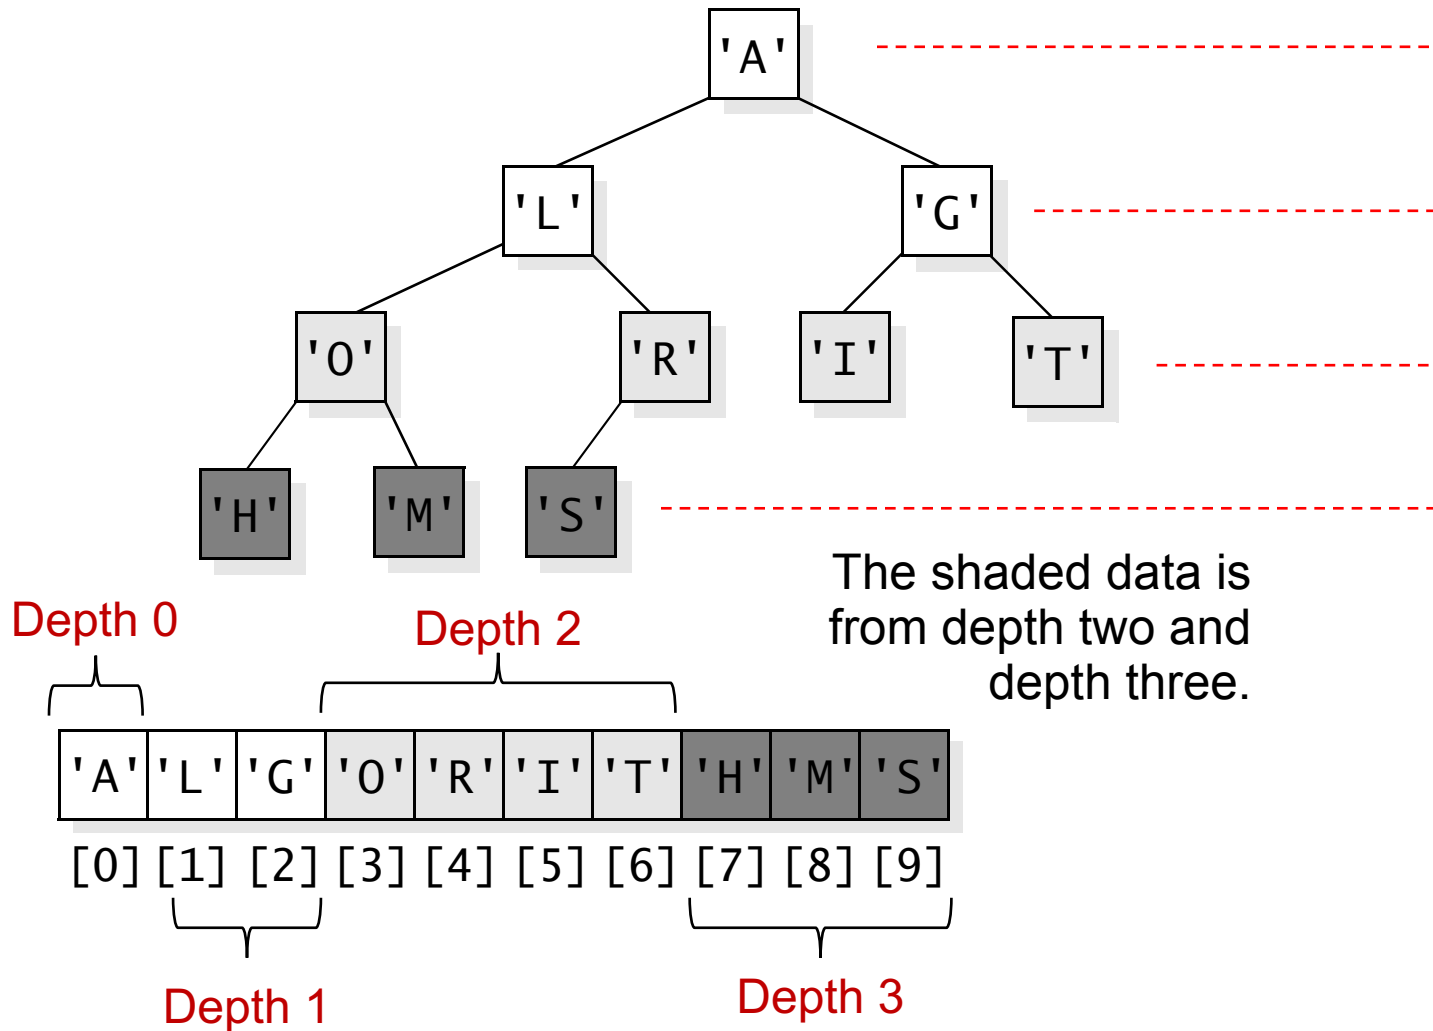 'A'
'L' 'G'
'O' 'R' 'I' 'T'
'H' 'M' 'S'
The shaded data is
from depth two and
depth three.
Depth 0
Depth 2
'A' 'L' 'G' 'O' 'R' 'I' 'T' 'H' 'M' 'S'
[0] [1] [2] [3] [4] [5] [6] [7] [8] [9]
Depth 1
Depth 3